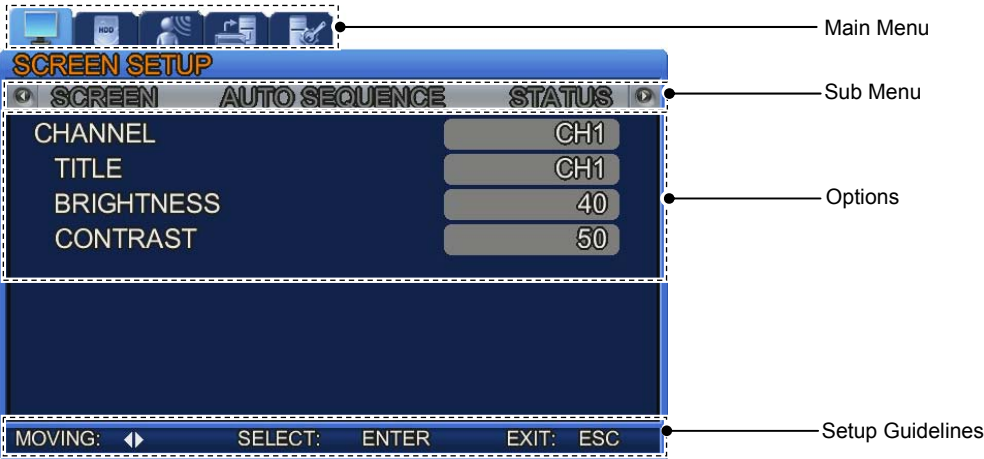 HDD
Main Menu
SCREEN SETUP
SCREEN AUTO SEQUENCE STATUS
Sub Menu
CHANNEL CH1
TITLE CH1
BRIGHTNESS 40
Options
CONTRAST 50
MOVING: SELECT: ENTER EXIT: ESC
Setup Guidelines